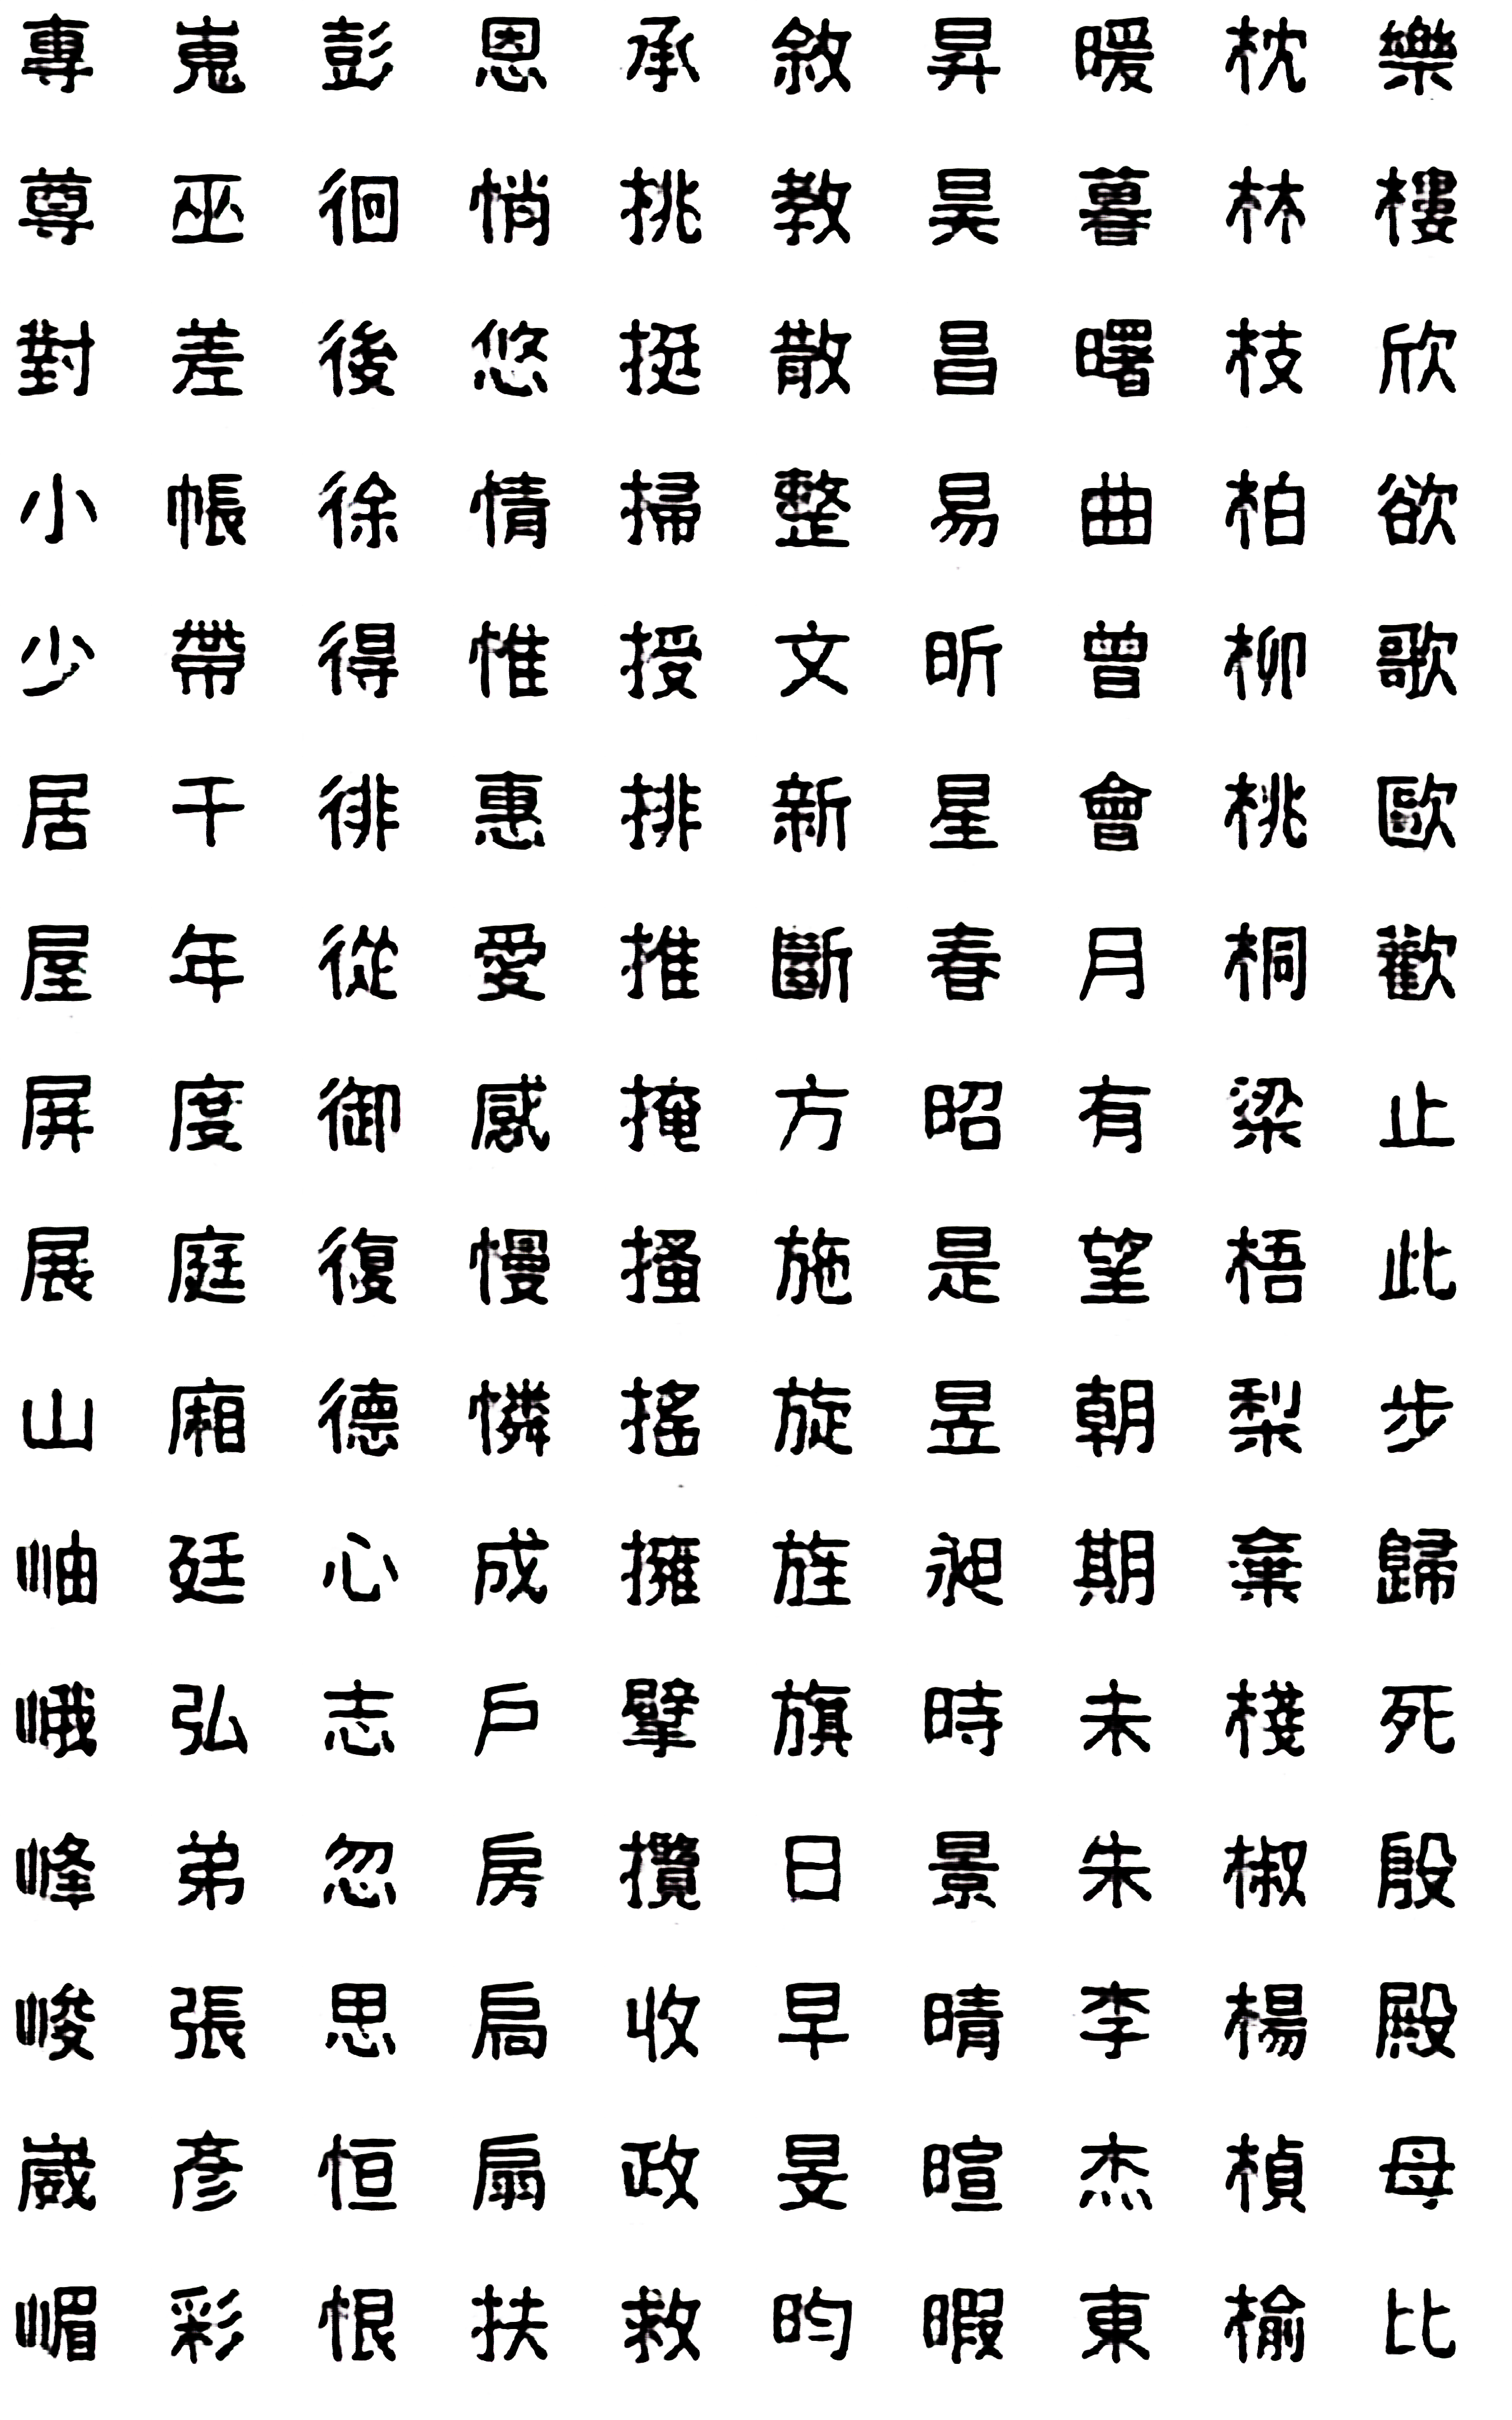 專尊對小少居屋屏展山岫峨峰峻崴嵋
嵬巫差帳帶干年度庭廂廷弘弟張彥彩
彭徊後徐得徘從御復德心志忽思恒恨
恩悄悠情惟惠愛感慢憐成戶房扃扇扶
承挑挺掃授排推掩搔搖擁擘攬收政救
敘教散整文新斷方施旋旌旗日早旻昀
昇昊昌易昕星春昭是昱昶時景晴暄暇
暖暮曙曲曾會月有望朝期未朱李杰東
枕林枝柏柳桃桐梁梧梨棄棧椒楊楨榆
樂樓欣欲歌歐歡止此步歸死殷殿母比